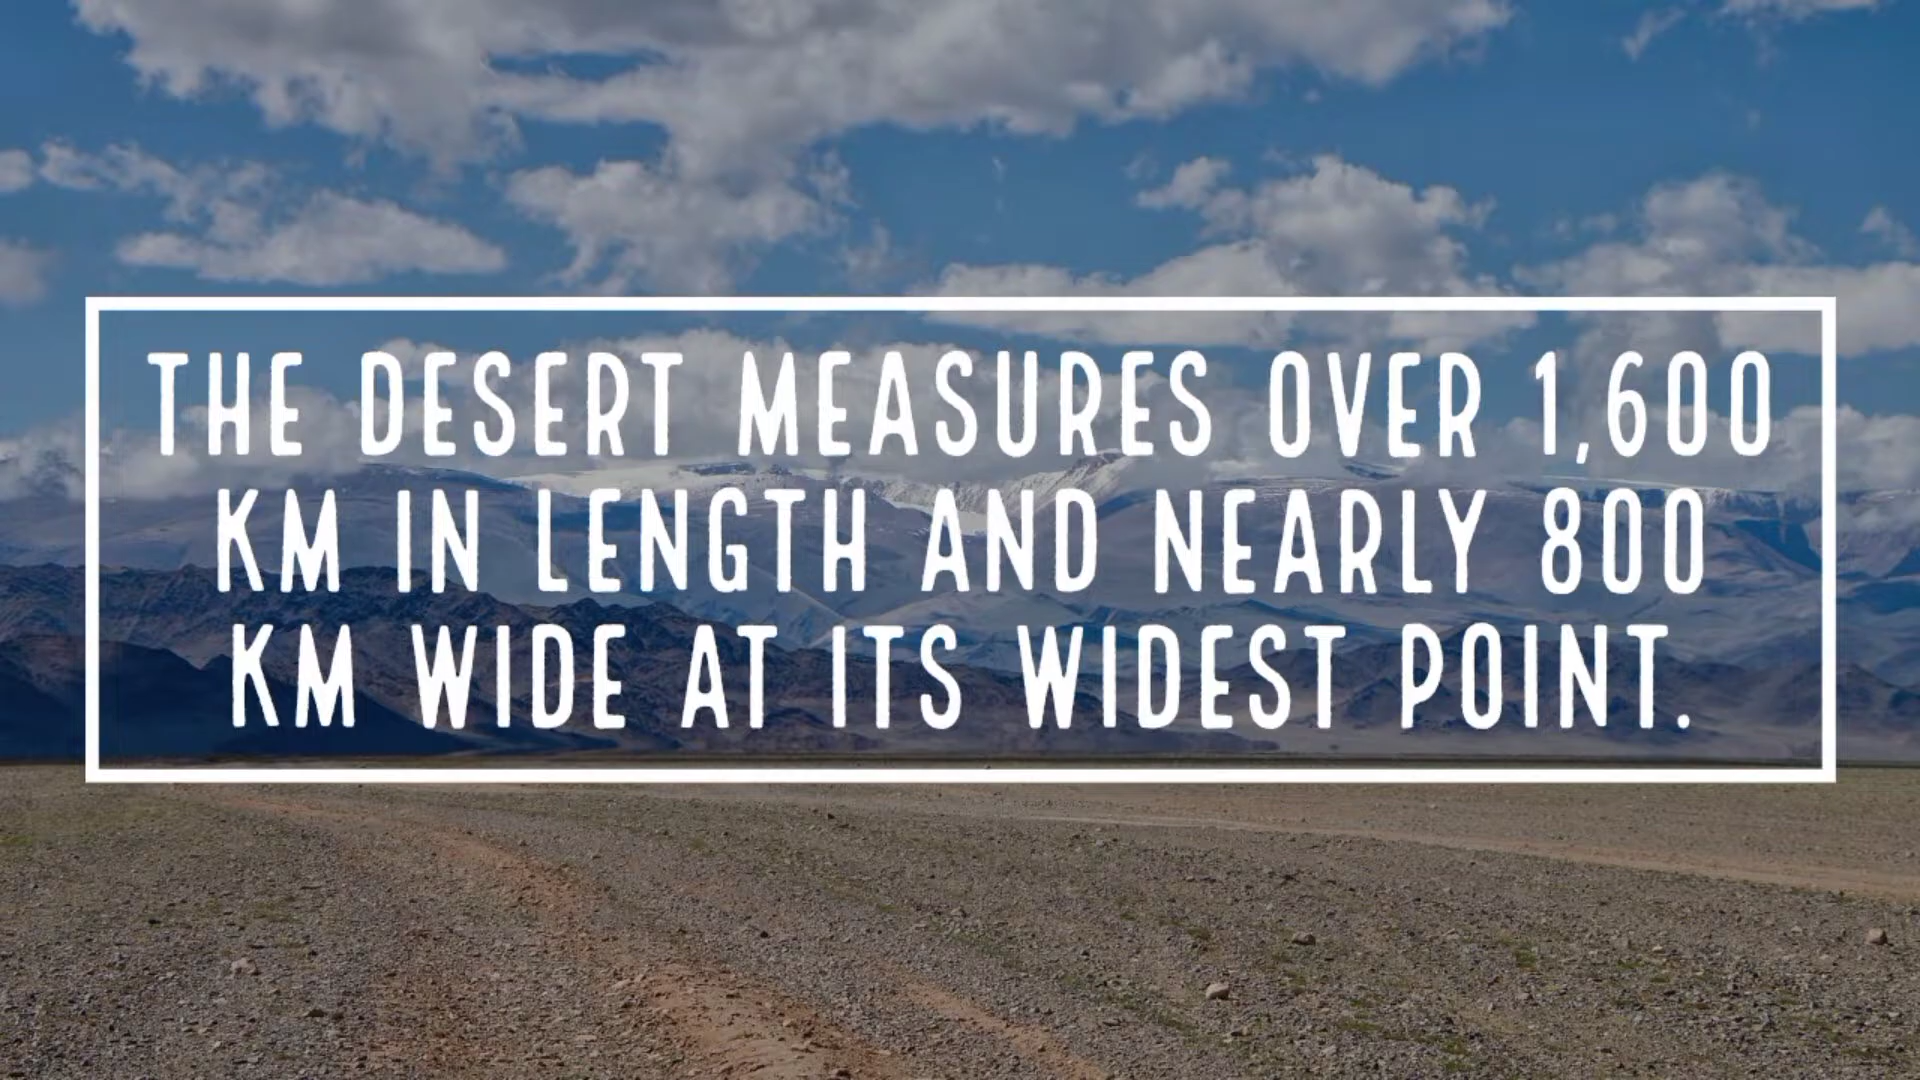 THE DESERT MEASURES OVER 1,600
KM IN LENGTH AND NEARLY 800
KM WIDE AT ITS WIDEST POINT.